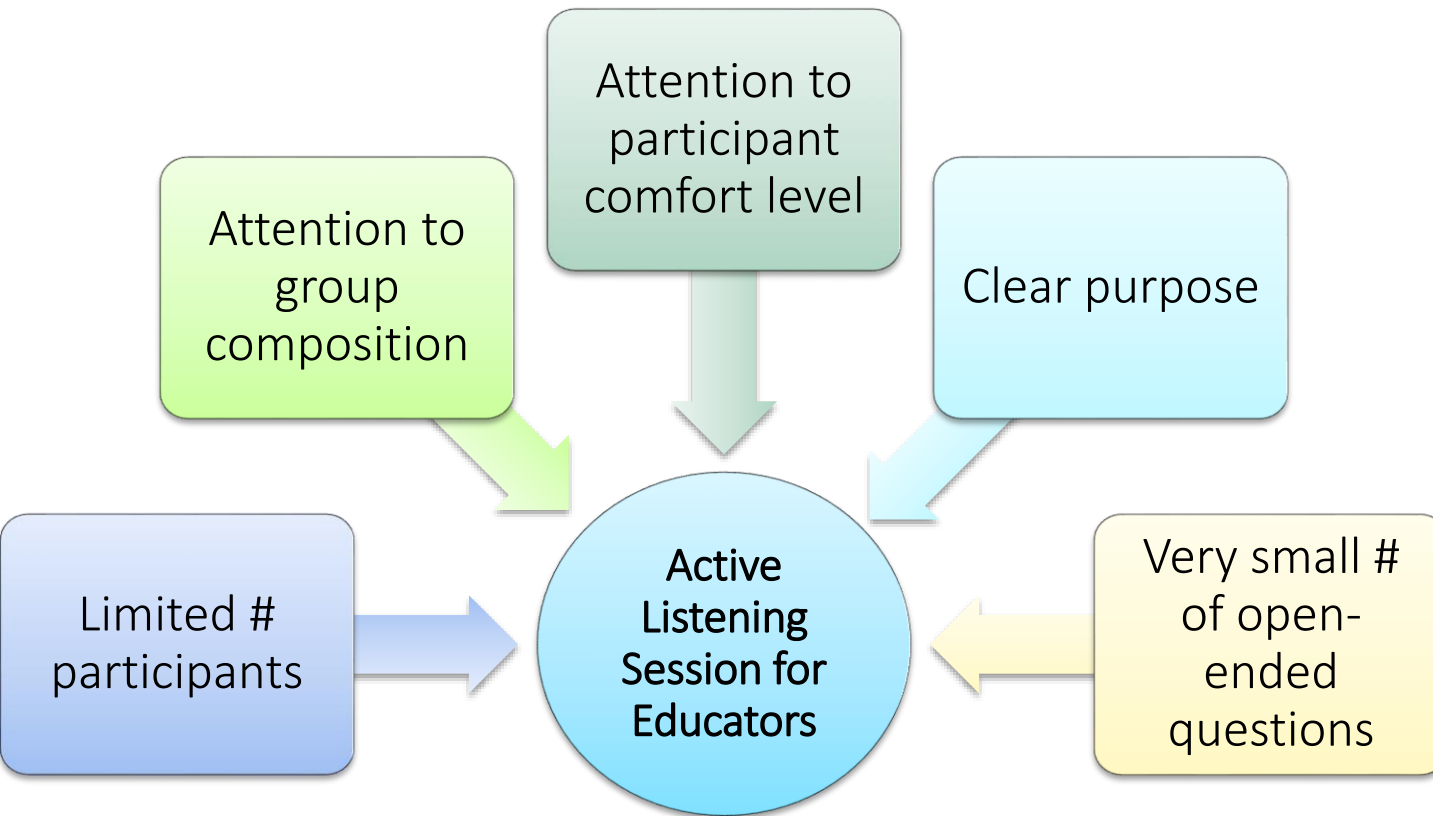 Attention to
participant
comfort level
Attention to
group
composition
Clear purpose
Limited #
participants
Active
Listening
Session for
Educators
Very small #
of open-
ended
questions